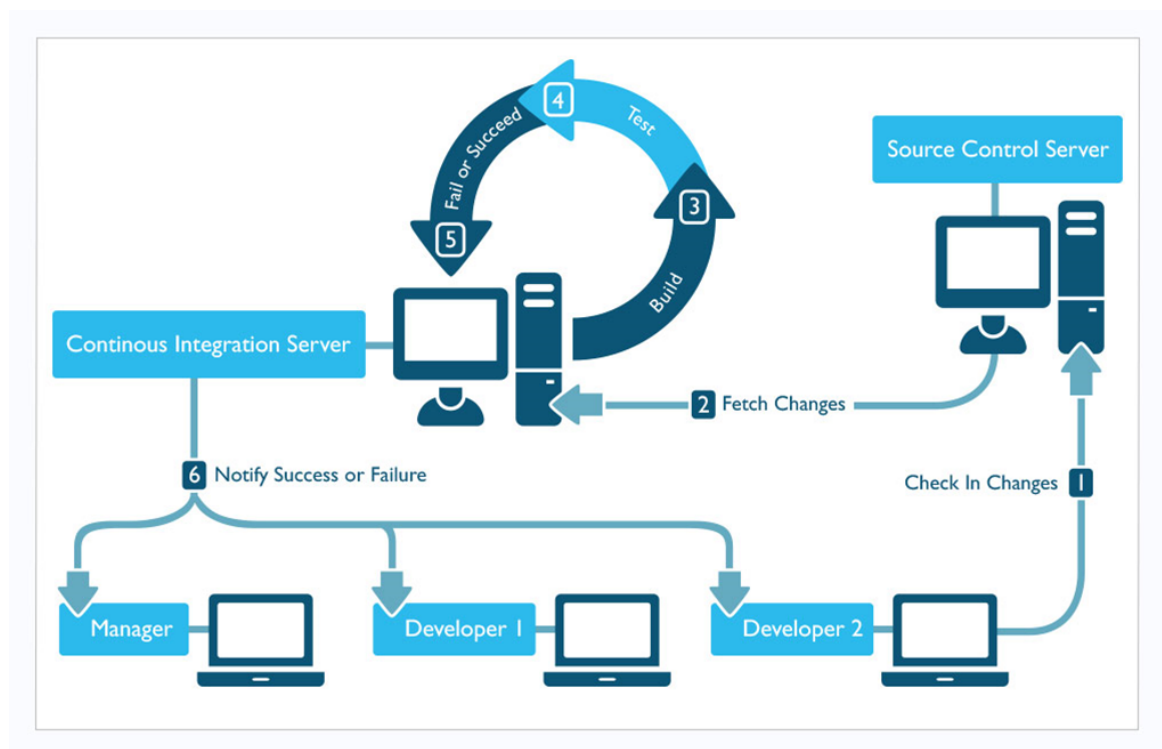 4
Test
Fail or Succeed
Source Control Server
3
5
Build
Continous Integration Server
2 Fetch Changes
6 Notify Success or Failure
Check In Changes 1
Manager
Developer 1
Developer 2